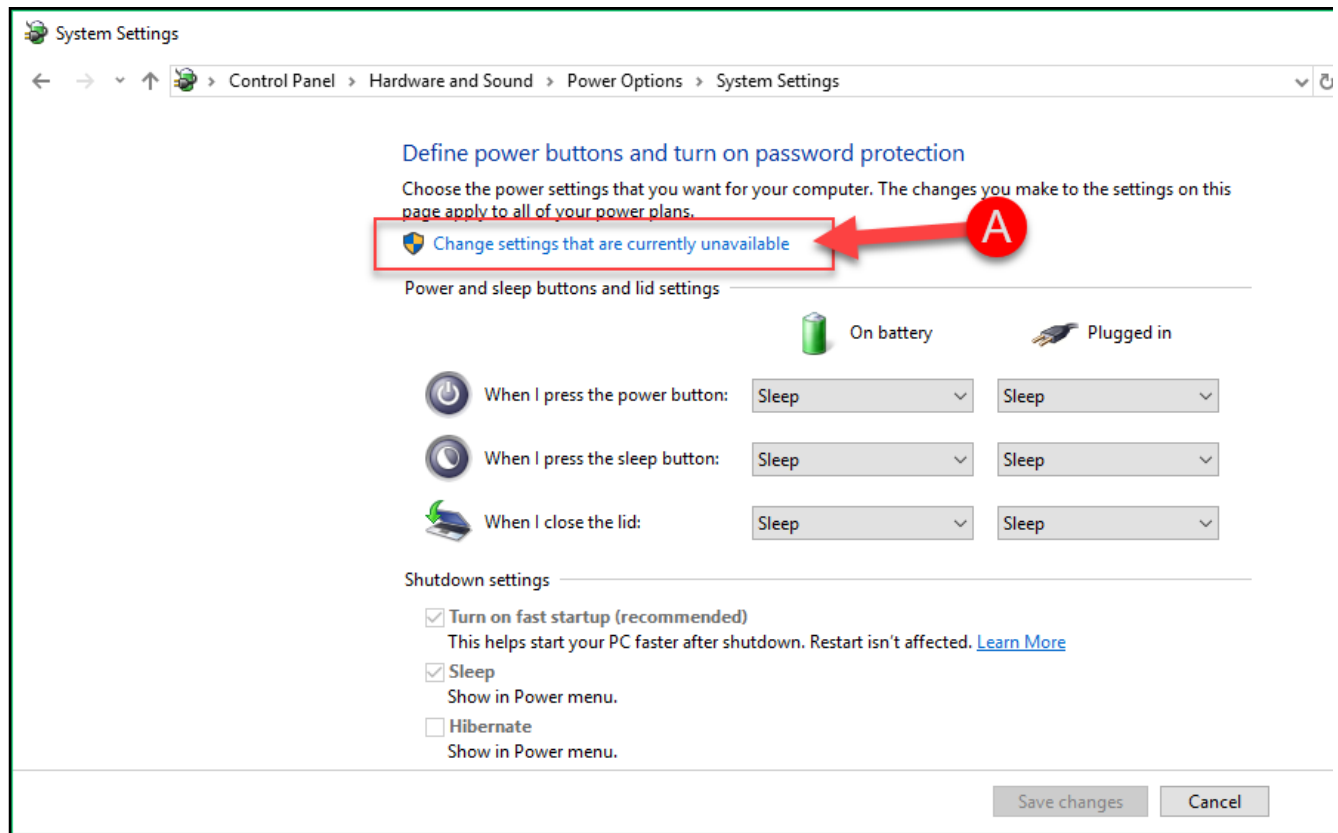 System Settings
Control Panel > Hardware and Sound > Power Options > System Settings
Define power buttons and turn on password protection
Choose the power settings that you want for your computer. The changes you make to the settings on this
page apply to all of your power plans.
Change settings that are currently unavailable
A
Power and sleep buttons and lid settings
On battery Plugged in
When I press the power button: Sleep Sleep
When I press the sleep button: Sleep Sleep
When I close the lid: Sleep Sleep
Shutdown settings
Turn on fast startup (recommended)
This helps start your PC faster after shutdown. Restart isn't affected. Learn More
Sleep
Show in Power menu.
Hibernate
Show in Power menu.
Save changes Cancel